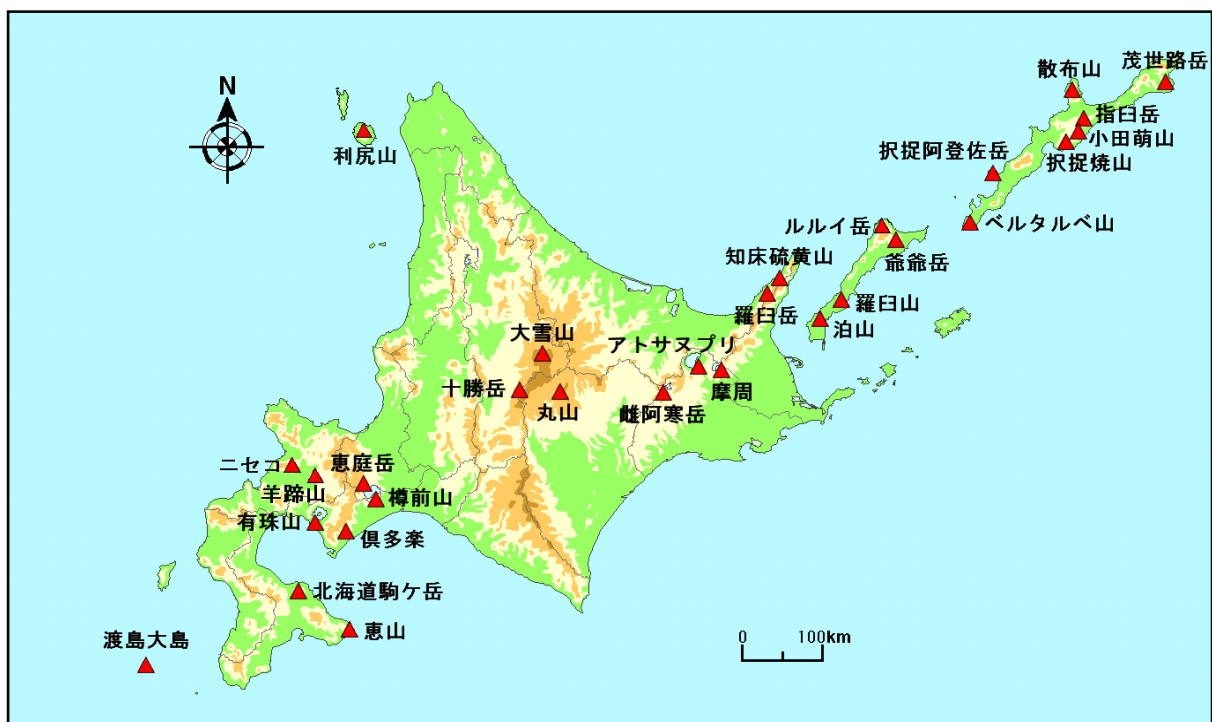 茂世路岳
散布山
指臼岳
小田萌山
択捉焼山
択捉阿登佐岳
ベルタルベ山
N
利尻山
ルルイ岳
爺爺岳
知床硫黄山
羅臼岳
羅臼山
泊山
大雪山
アトサヌプリ
十勝岳
丸山
雌阿寒岳
摩周
ニセコ
恵庭岳
羊蹄山
樽前山
有珠山
倶多楽
北海道駒ケ岳
恵山
渡島大島
0 100km